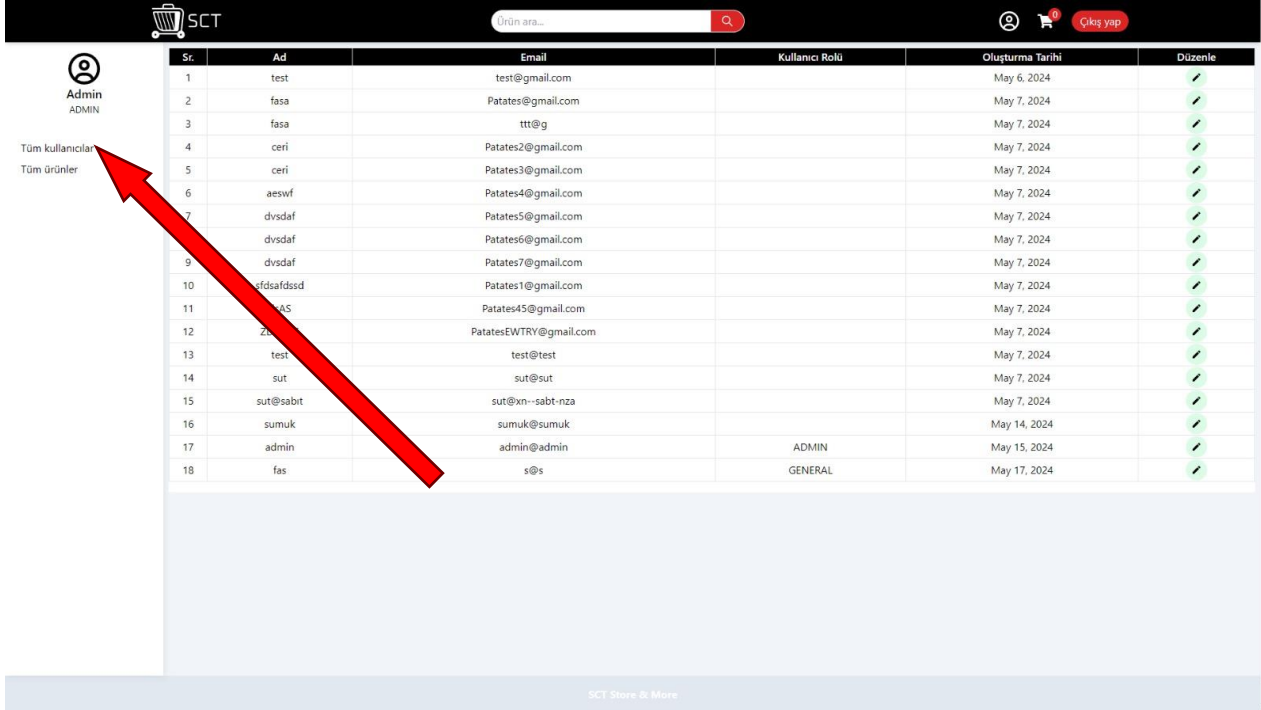 SCT Ürün ara... 0 Çıkış yap
Admin
ADMIN
Tüm kullanıcılar
Tüm ürünler
Sr. Ad Email Kullanıcı Rolü Oluşturma Tarihi Düzenle
1 test test@gmail.com May 6, 2024
2 fasa Patates@gmail.com May 7, 2024
3 fasa ttt@g May 7, 2024
4 ceri Patates2@gmail.com May 7, 2024
5 ceri Patates3@gmail.com May 7, 2024
6 aeswf Patates4@gmail.com May 7, 2024
7 dvsdaf Patates5@gmail.com May 7, 2024
dvsdaf Patates6@gmail.com May 7, 2024
9 dvsdaf Patates7@gmail.com May 7, 2024
10 sfdsafdssd Patates1@gmail.com May 7, 2024
11 Patates45@gmail.com May 7, 2024
12 PatatesEWTRY@gmail.com May 7, 2024
13 test test@test May 7, 2024
14 sut sut@sut May 7, 2024
15 sut@sabıt sut@xn--sabt-nza May 7, 2024
16 sumuk sumuk@sumuk May 14, 2024
17 admin admin@admin ADMIN May 15, 2024
18 fas s@s GENERAL May 17, 2024
SCT Store & More